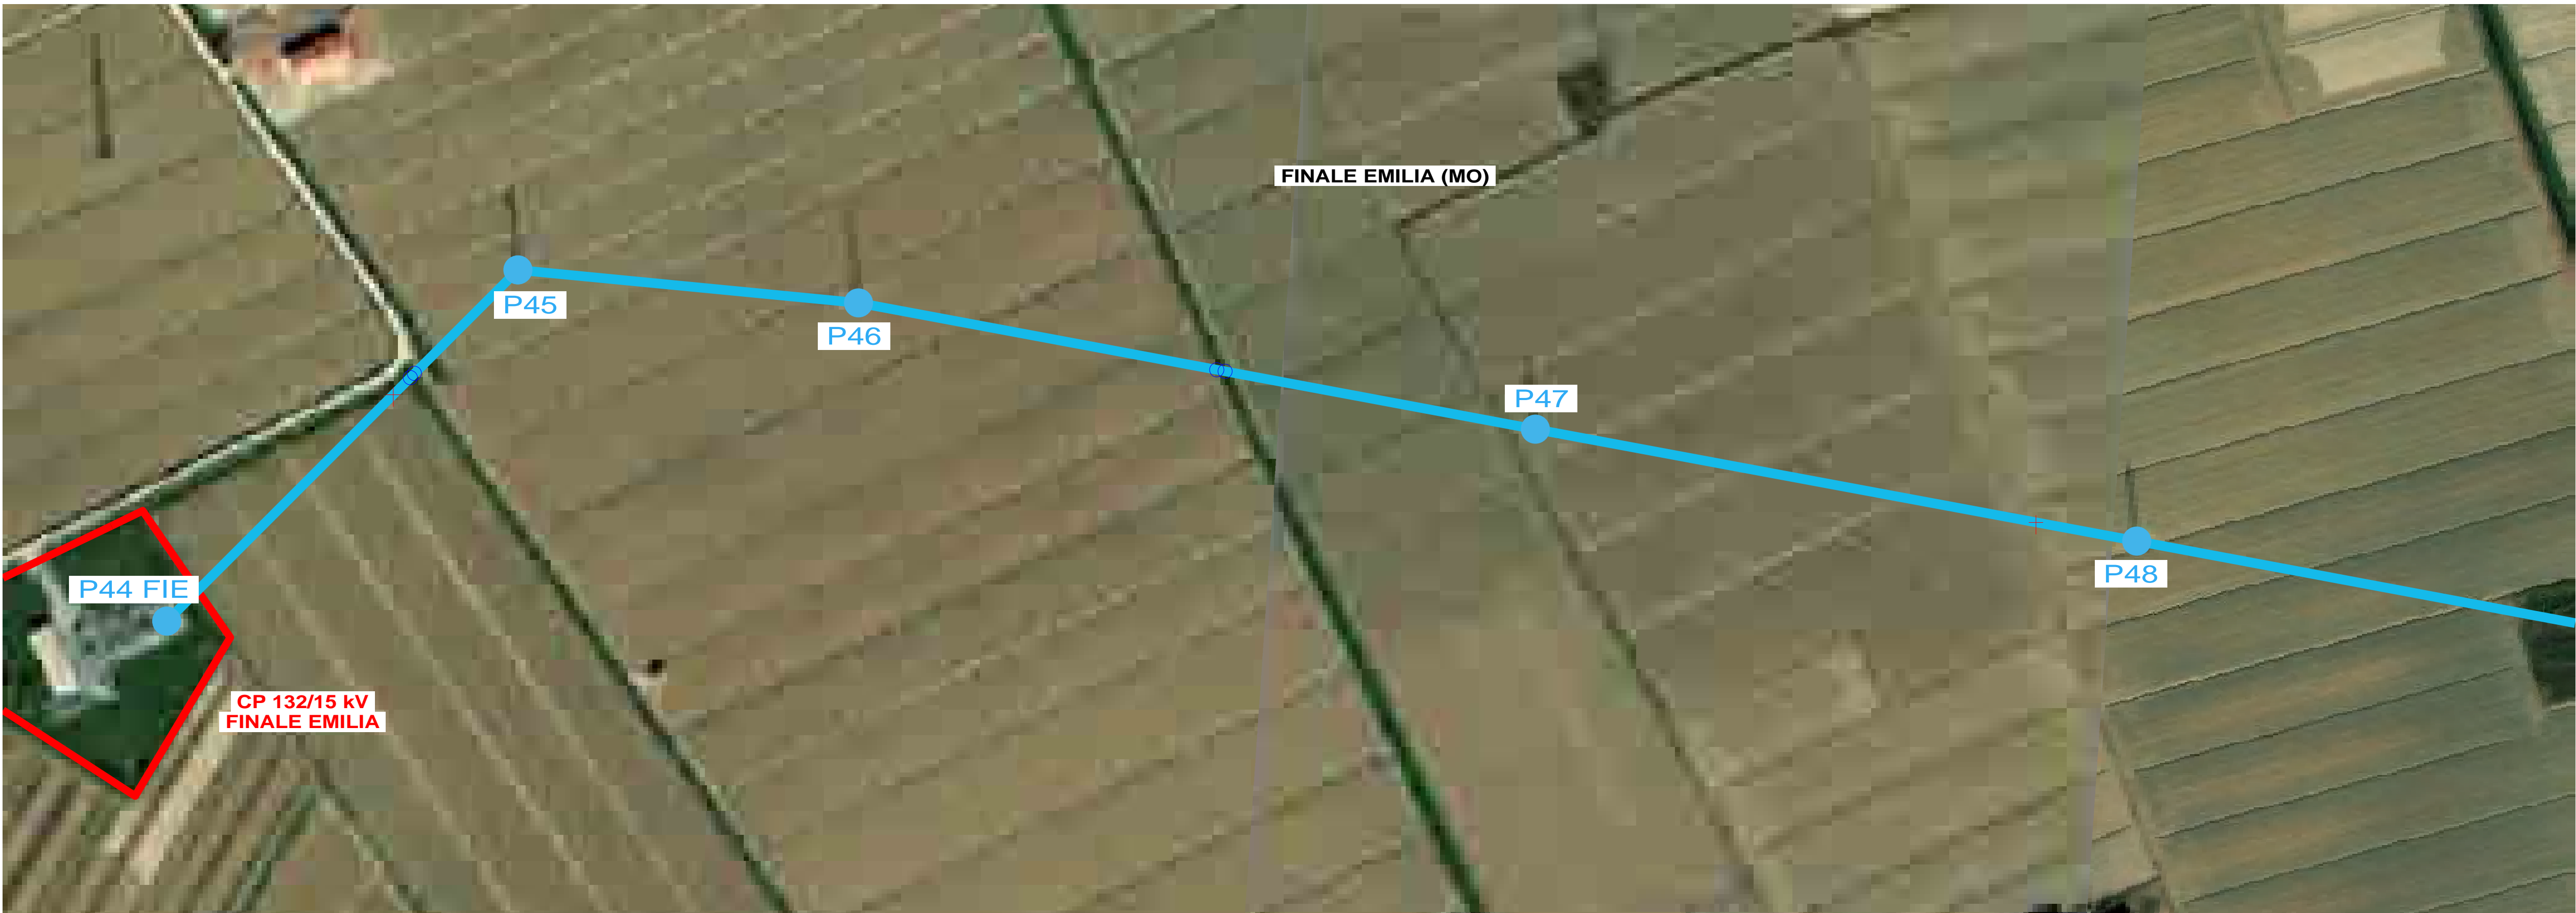 FINALE EMILIA (MO)
P45
P46
P47
P48
P44 FIE
CP 132/15 kV
FINALE EMILIA